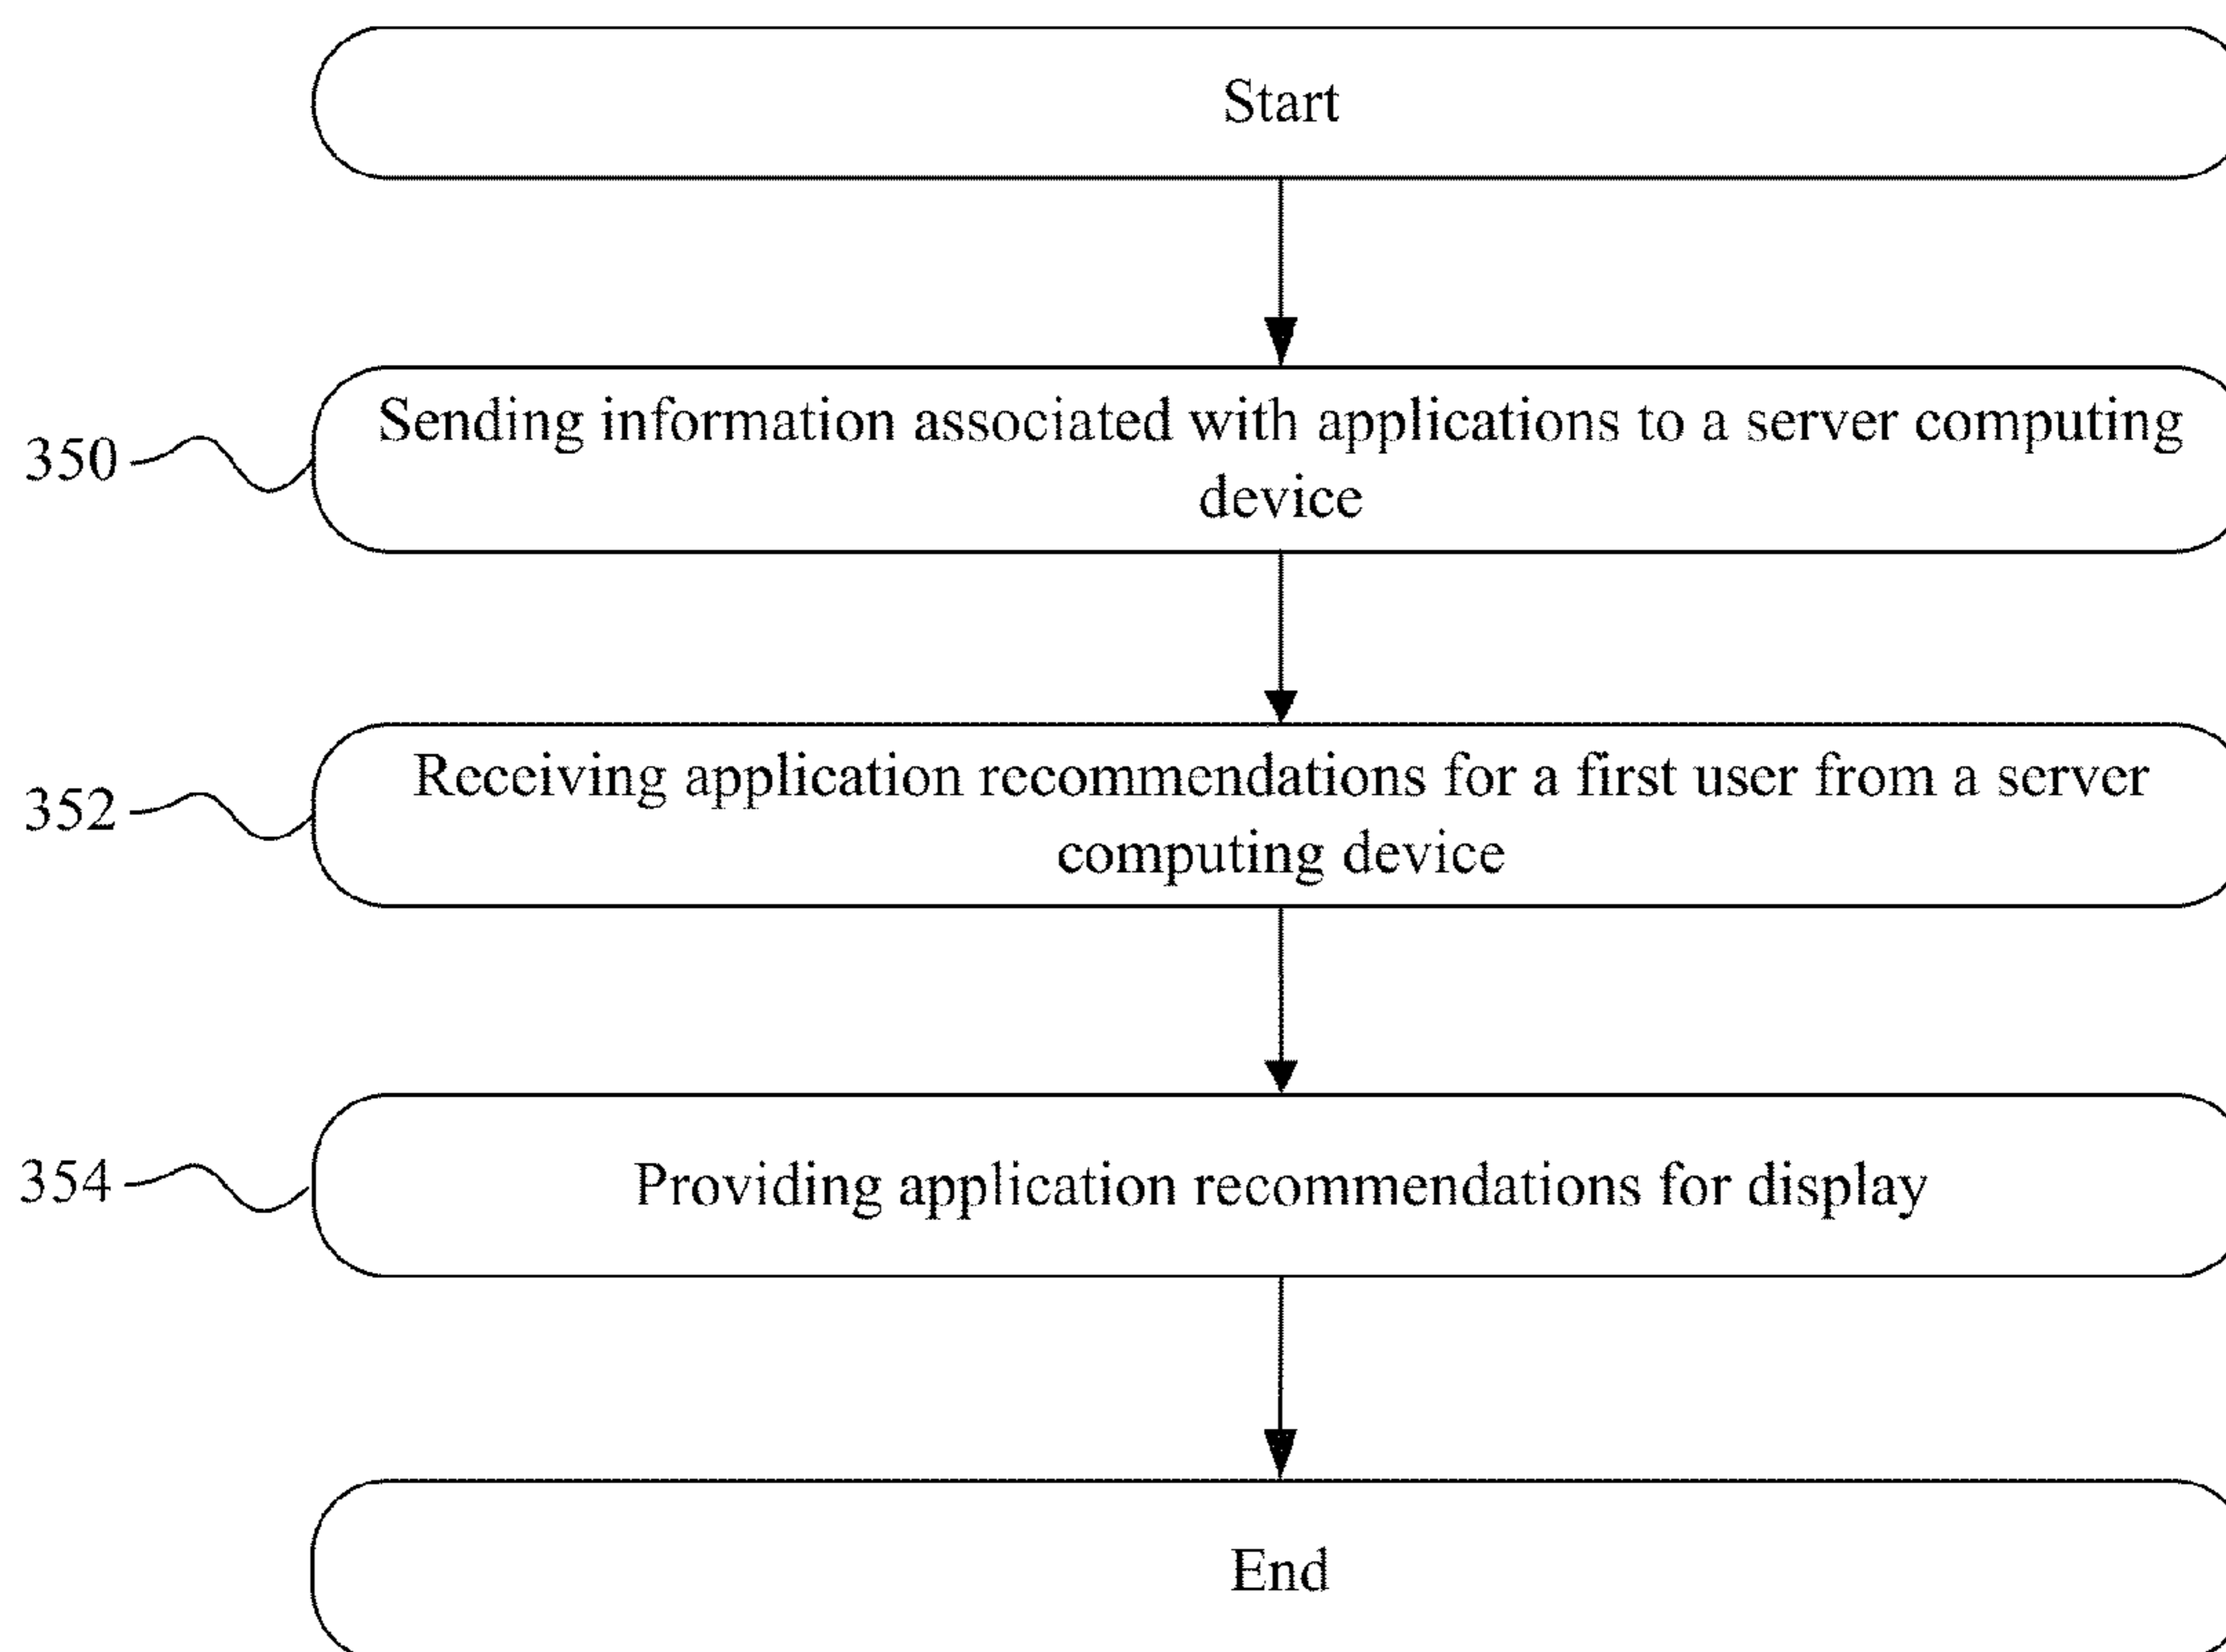 Start
350
Sending information associated with applications to a server computing
device
352
Receiving application recommendations for a first user from a server
computing device
354
Providing application recommendations for display
End